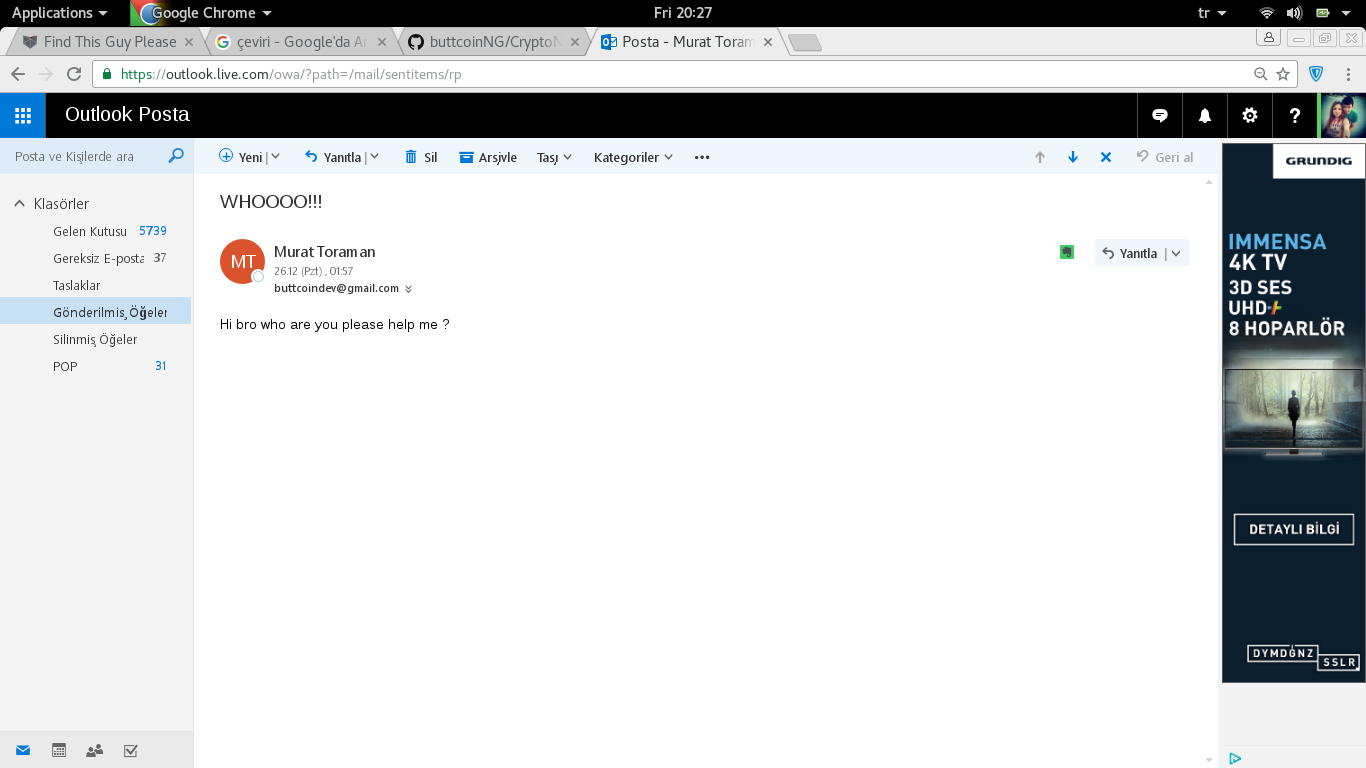 Applications
Google Chrome
Fri 20:27
tr
Find This Guy Please
çeviri - Google'da Ar
buttcoinNG/CryptoN
Posta - Murat Toram
https://outlook.live.com/owa/?path=/mail/sentitems/rp
Outlook Posta
?
Posta ve Kişilerde ara
Yeni
Yanıtla
Sil
Arşivle
Taşı
Kategoriler
Geri al
Klasörler
Gelen Kutusu 5739
Gereksiz E-posta 37
Taslaklar
Gönderilmiş Öğeler
Silinmiş Öğeler
POP 31
WHOOOO!!!
MT
Murat Toraman
26.12 (Pzt), 01:57
buttcoindev@gmail.com
Yanıtla
Hi bro who are you please help me ?
GRUNDIG
IMMENSA
4K TV
3D SES
UHD+
8 HOPARLÖR
DETAYLI BİLGİ
DYMDĞNZ
SSLR